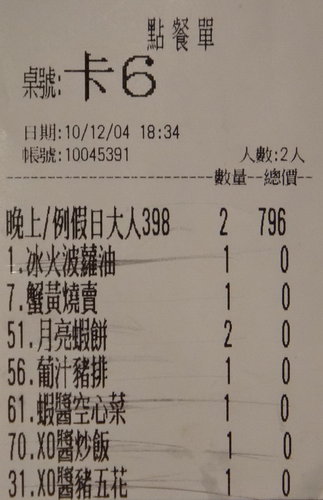 點餐單
桌號:卡6
日期:10/12/04 18:34
帳號:10045391 人數:2人
數量 總價
晚上/例假日大人398 2 796
1.冰火波蘿油 1 0
7.蟹黃燒賣 1 0
51.月亮蝦餅 2 0
56.葡汁豬排 1 0
61.蝦醬空心菜 1 0
70.XO醬炒飯 1 0
31.XO醬豬五花 1 0